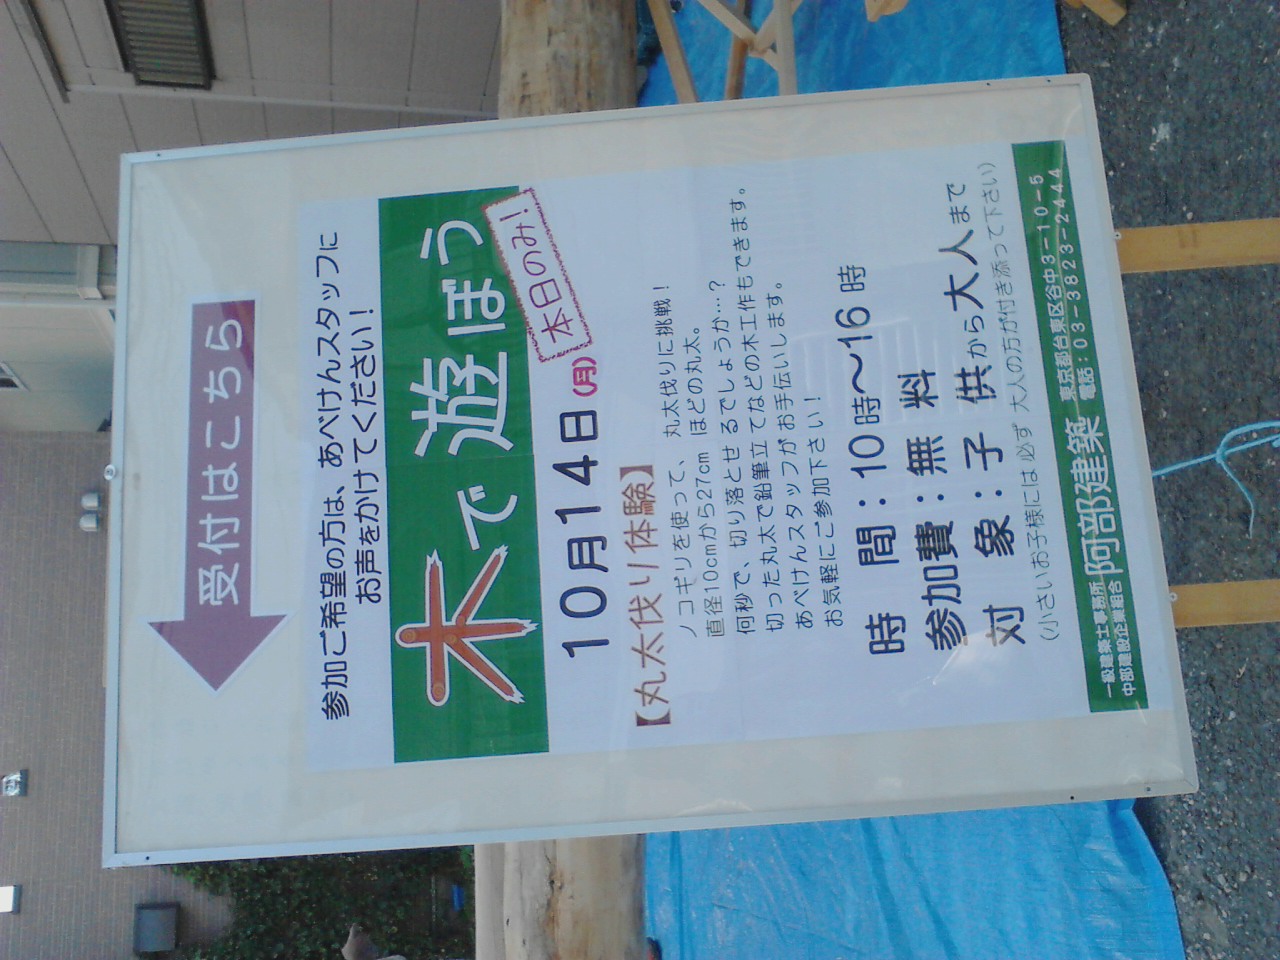 受付はこちら
参加ご希望の方は、あべけんスタッフに
お声をかけてください！
木で遊ぼう
本日のみ！
10月14日(月)
【丸太伐り体験】
ノコギリを使って、　丸太伐りに挑戦！
直径10cmから27cm ほどの丸太。
何秒で、切り落とせるでしょうか…？
切った丸太で鉛筆立てなどの木工作もできます。
あべけんスタッフがお手伝いします。
お気軽にご参加下さい！
時　間：10時〜16時
参加費：無　料
対　象：子　供から大人まで
（小さいお子様には必ず 大人の方が付き添って下さい）
一級建築士事務所 阿部建築 東京都台東区谷中3－10－5
中部建設企業組合 電話：03－3823－2444